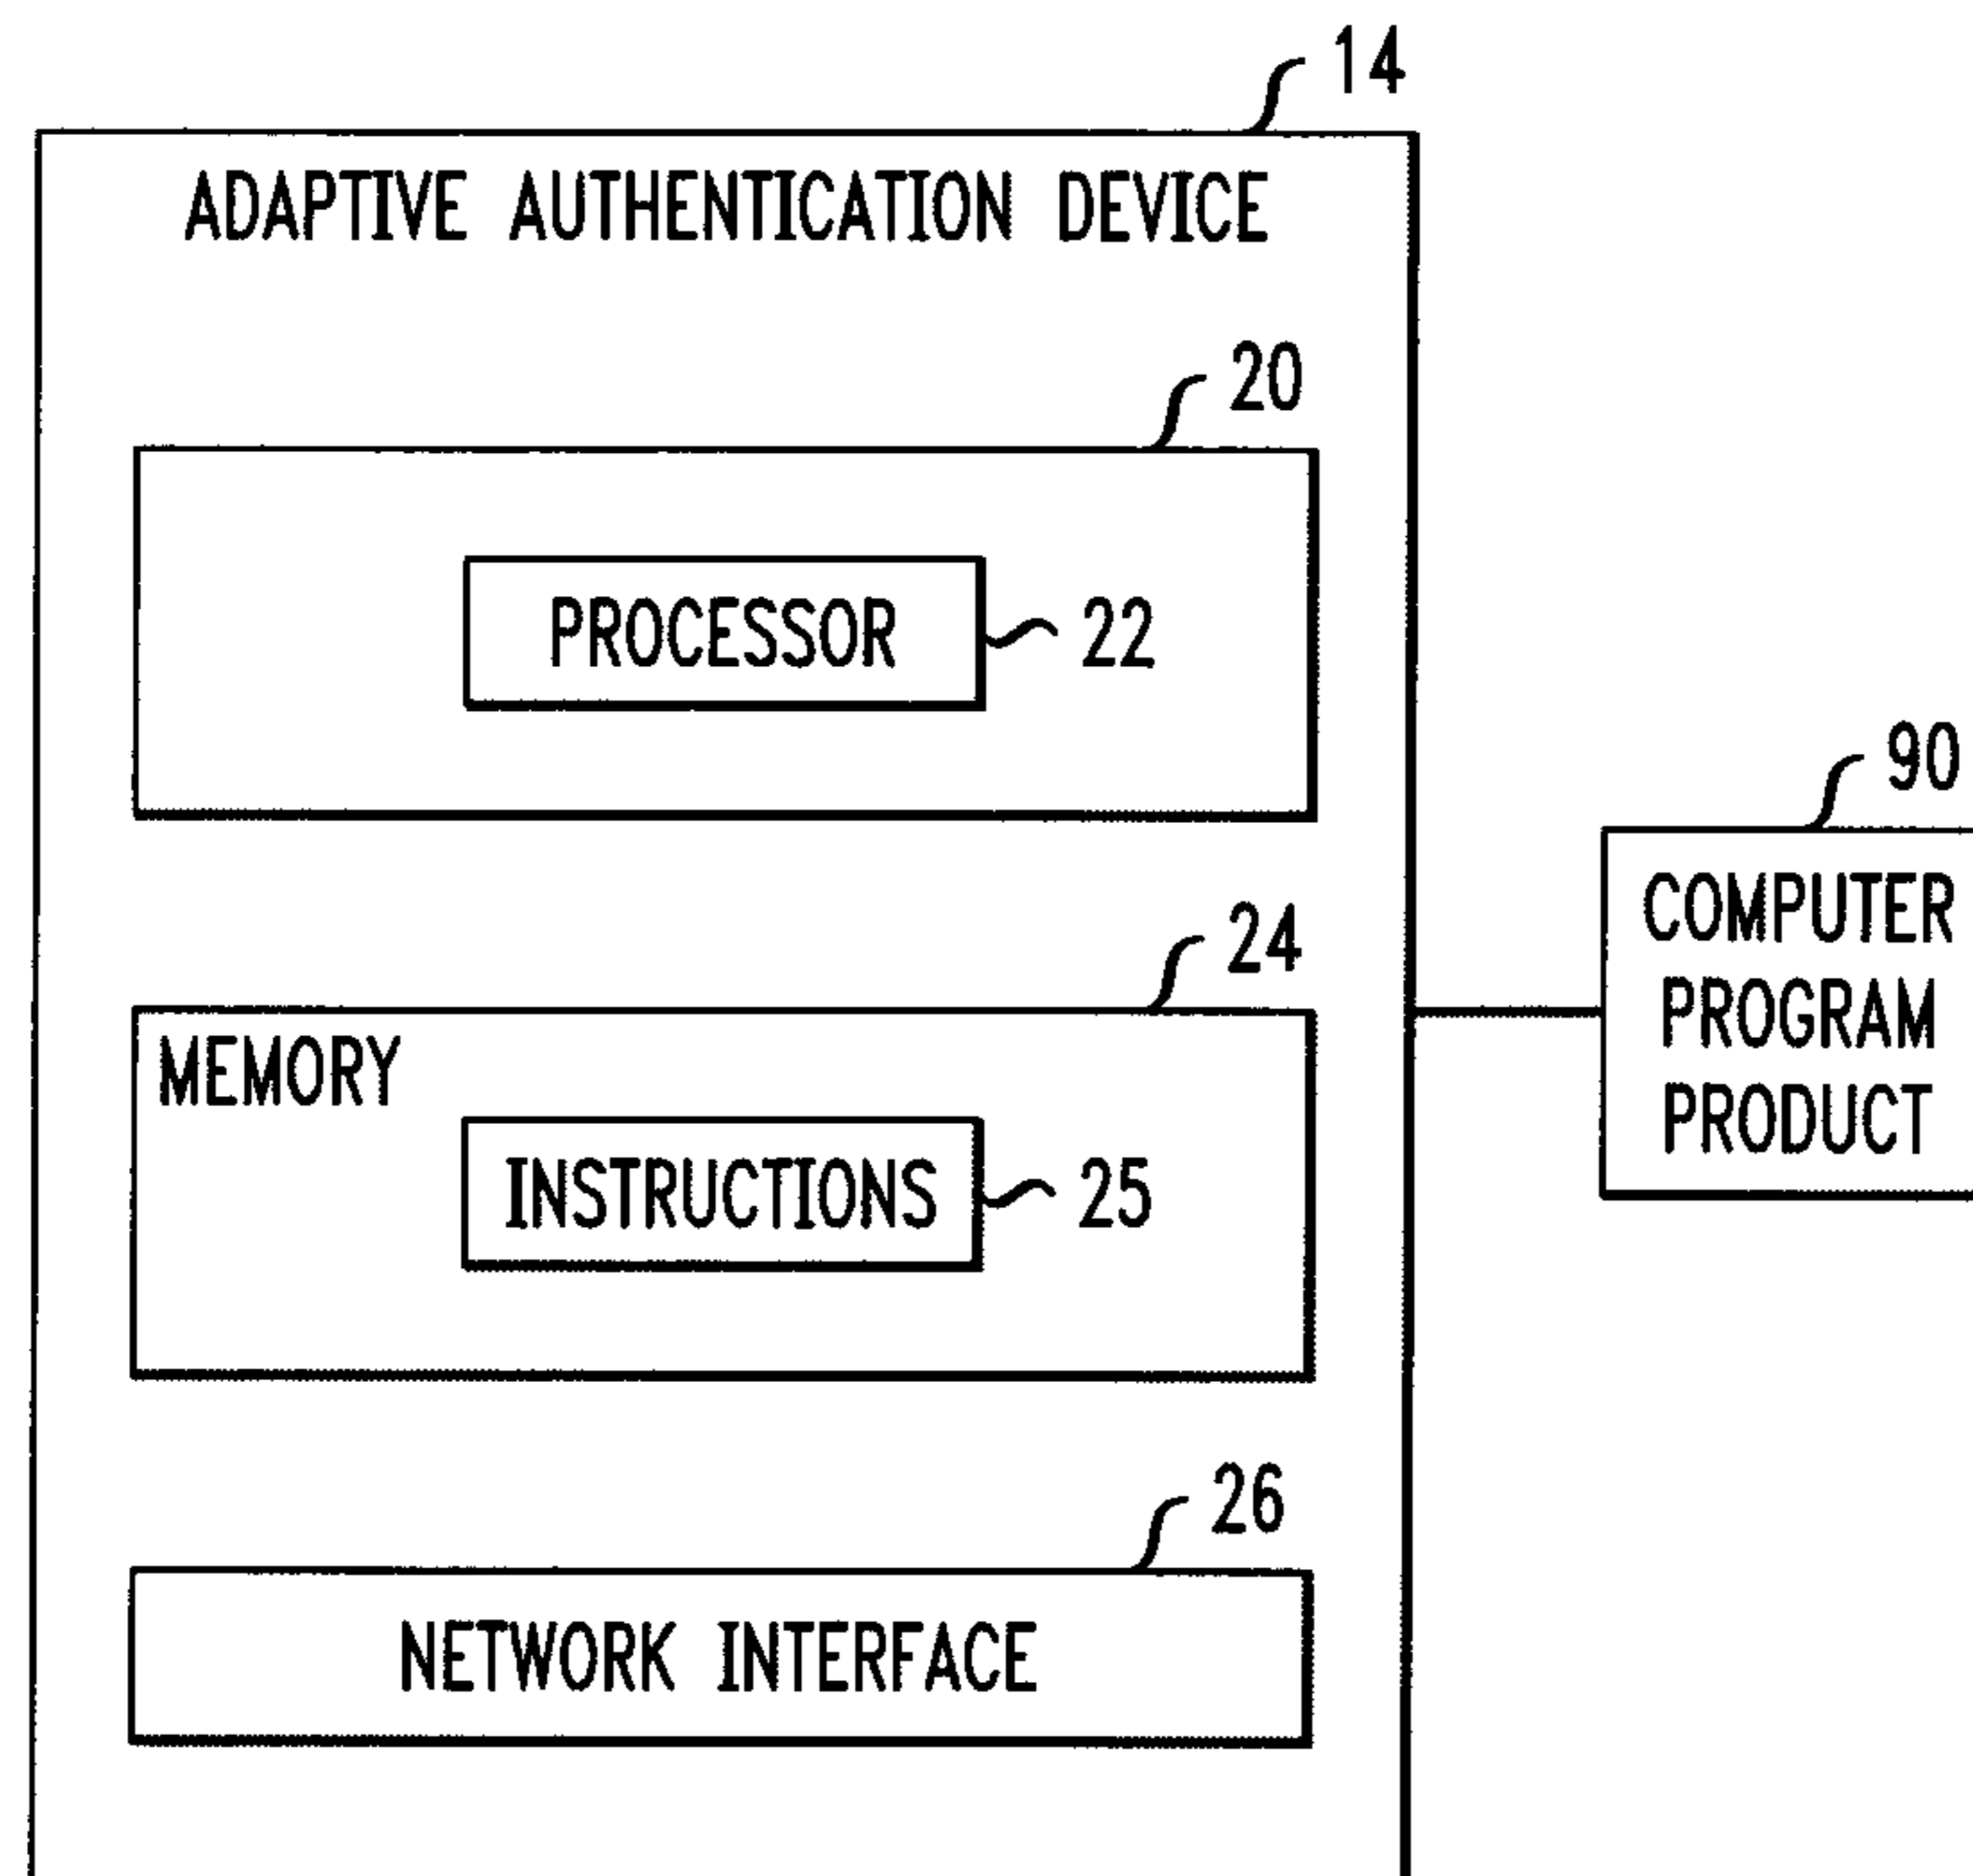 14
ADAPTIVE AUTHENTICATION DEVICE
20
PROCESSOR
22
90
COMPUTER
PROGRAM
PRODUCT
24
MEMORY
INSTRUCTIONS
25
26
NETWORK INTERFACE